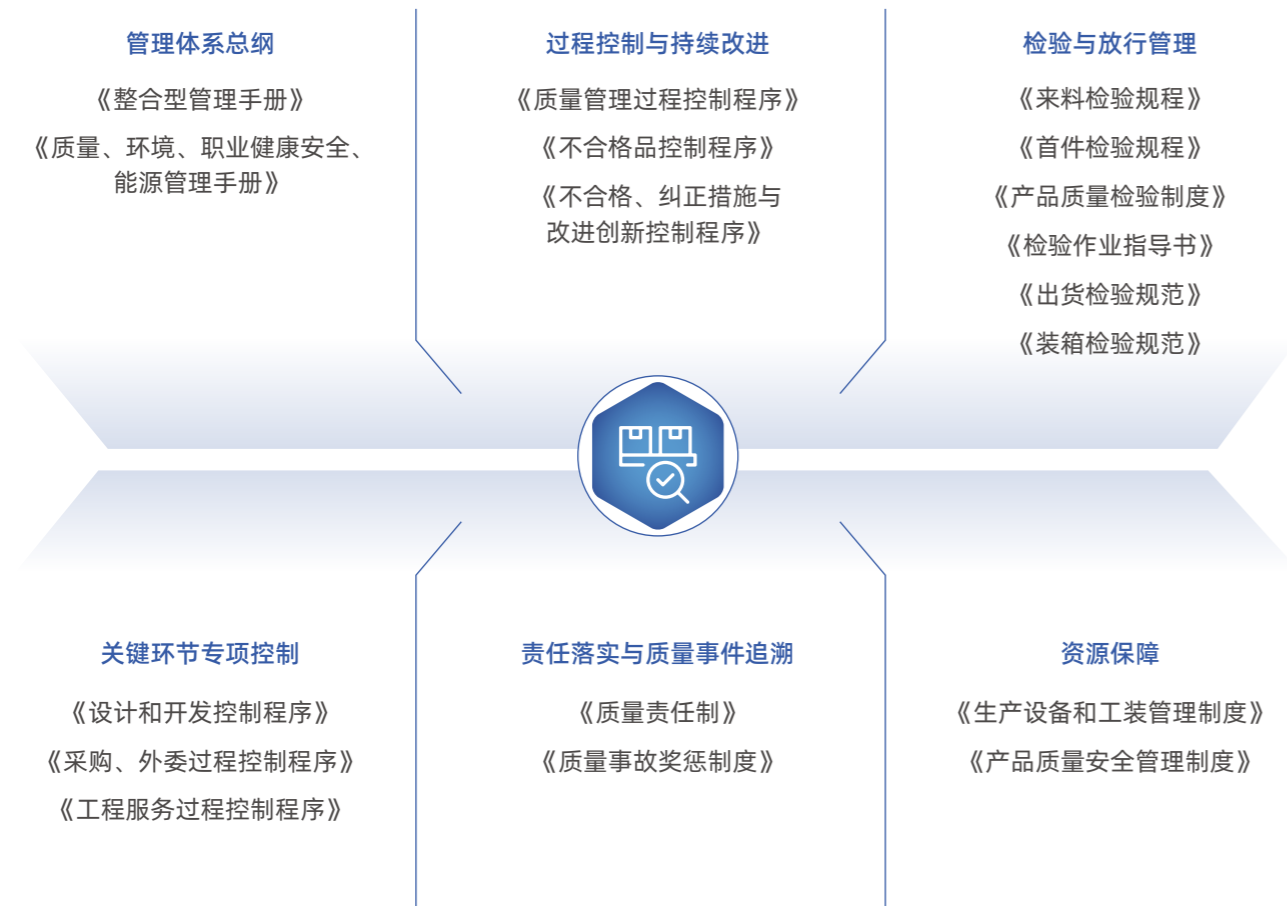 管理体系总纲
《整合型管理手册》
《质量、环境、职业健康安全、
能源管理手册》
过程控制与持续改进
《质量管理过程控制程序》
《不合格品控制程序》
《不合格、纠正措施与
改进创新控制程序》
检验与放行管理
《来料检验规程》
《首件检验规程》
《产品质量检验制度》
《检验作业指导书》
《出货检验规范》
《装箱检验规范》
关键环节专项控制
《设计和开发控制程序》
《采购、外委过程控制程序》
《工程服务过程控制程序》
责任落实与质量事件追溯
《质量责任制》
《质量事故奖惩制度》
资源保障
《生产设备和工装管理制度》
《产品质量安全管理制度》